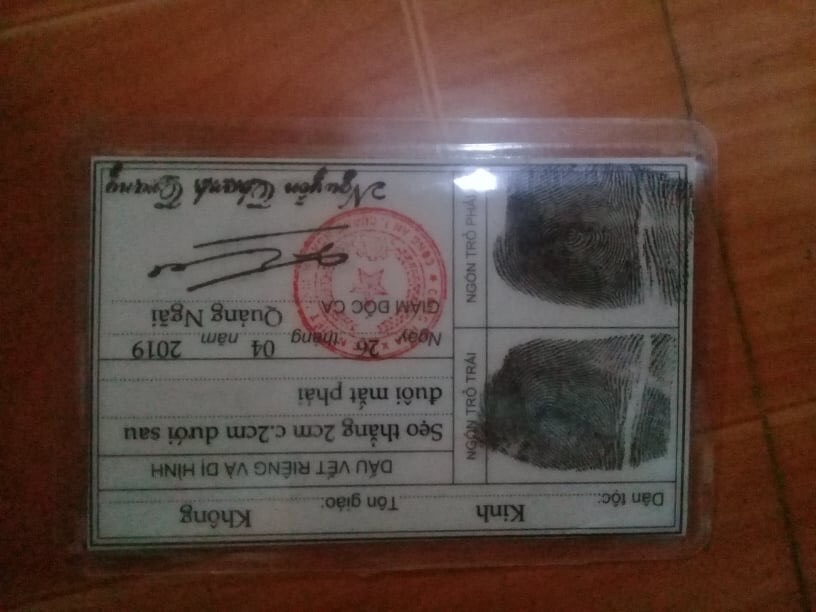 Dân tộc: Kinh Tôn giáo: Không
NGÓN TRỎ TRÁI
NGÓN TRỎ PHẢI
DẤU VẾT RIÊNG VÀ DỊ HÌNH
Sẹo thẳng 2cm c.2cm dưới sau
đuôi mắt phải
Ngày 26 tháng 04 năm 2019
GIÁM ĐỐC CA Quảng Ngãi
Nguyễn Thanh Trang